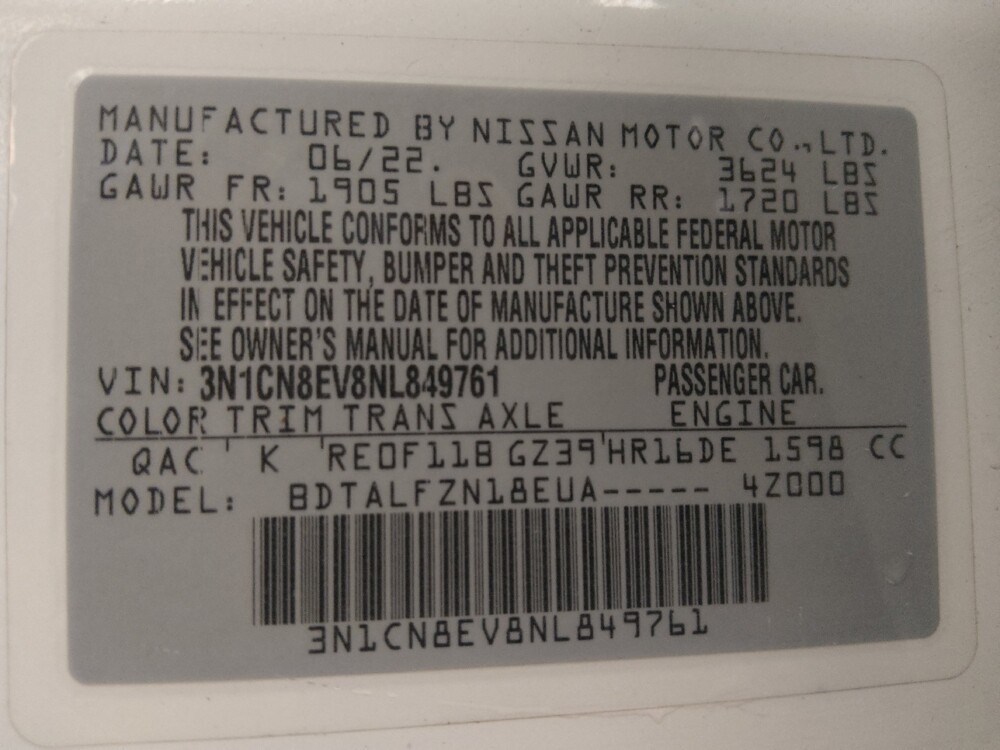 MANUFACTURED BY NISSAN MOTOR CO., LTD.
DATE: 06/22. GVWR: 3624 LBS
GAWR FR: 1905 LBS GAWR RR: 1720 LBS
THIS VEHICLE CONFORMS TO ALL APPLICABLE FEDERAL MOTOR
VEHICLE SAFETY, BUMPER AND THEFT PREVENTION STANDARDS
IN EFFECT ON THE DATE OF MANUFACTURE SHOWN ABOVE.
SEE OWNER'S MANUAL FOR ADDITIONAL INFORMATION.
VIN: 3N1CN8EV8NL849761 PASSENGER CAR.
COLOR TRIM TRANS AXLE ENGINE
QAC K RE0F11B GZ39 HR16DE 1598 CC
MODEL: BDTALFZN18EUA----- 4Z000
3N1CN8EV8NL849761